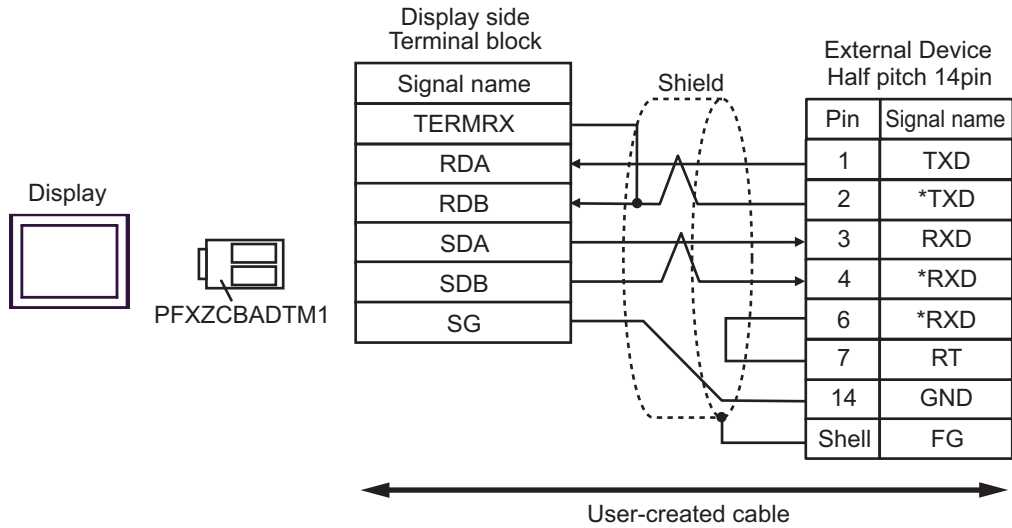 Display
PFXZCBADTM1
Display side
Terminal block
Signal name
TERMRX
RDA
RDB
SDA
SDB
SG
Shield
External Device
Half pitch 14pin
Pin Signal name
1 TXD
2 *TXD
3 RXD
4 *RXD
6 *RXD
7 RT
14 GND
Shell FG
User-created cable